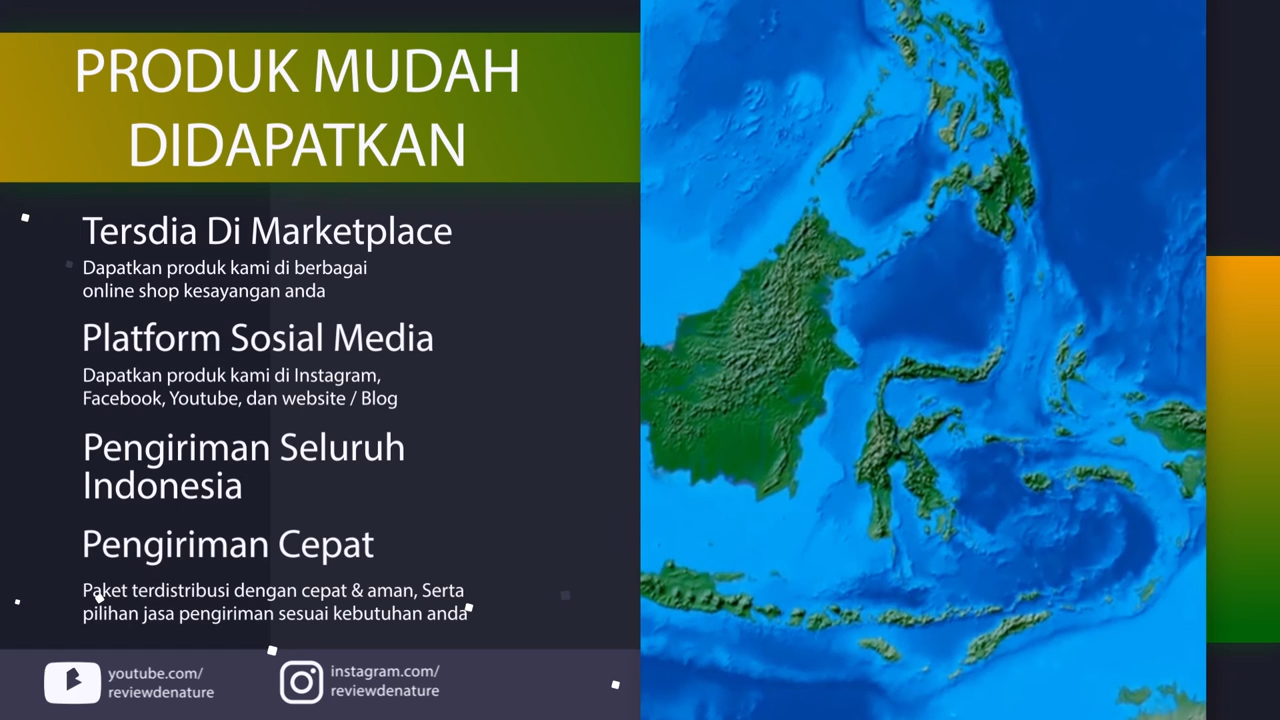 PRODUK MUDAH
DIDAPATKAN
Tersdia Di Marketplace
Dapatkan produk kami di berbagai
online shop kesayangan anda
Platform Sosial Media
Dapatkan produk kami di Instagram,
Facebook, Youtube, dan website / Blog
Pengiriman Seluruh
Indonesia
Pengiriman Cepat
Paket terdistribusi dengan cepat & aman, Serta
pilihan jasa pengiriman sesuai kebutuhan anda
youtube.com/
reviewdenature
instagram.com/
reviewdenature